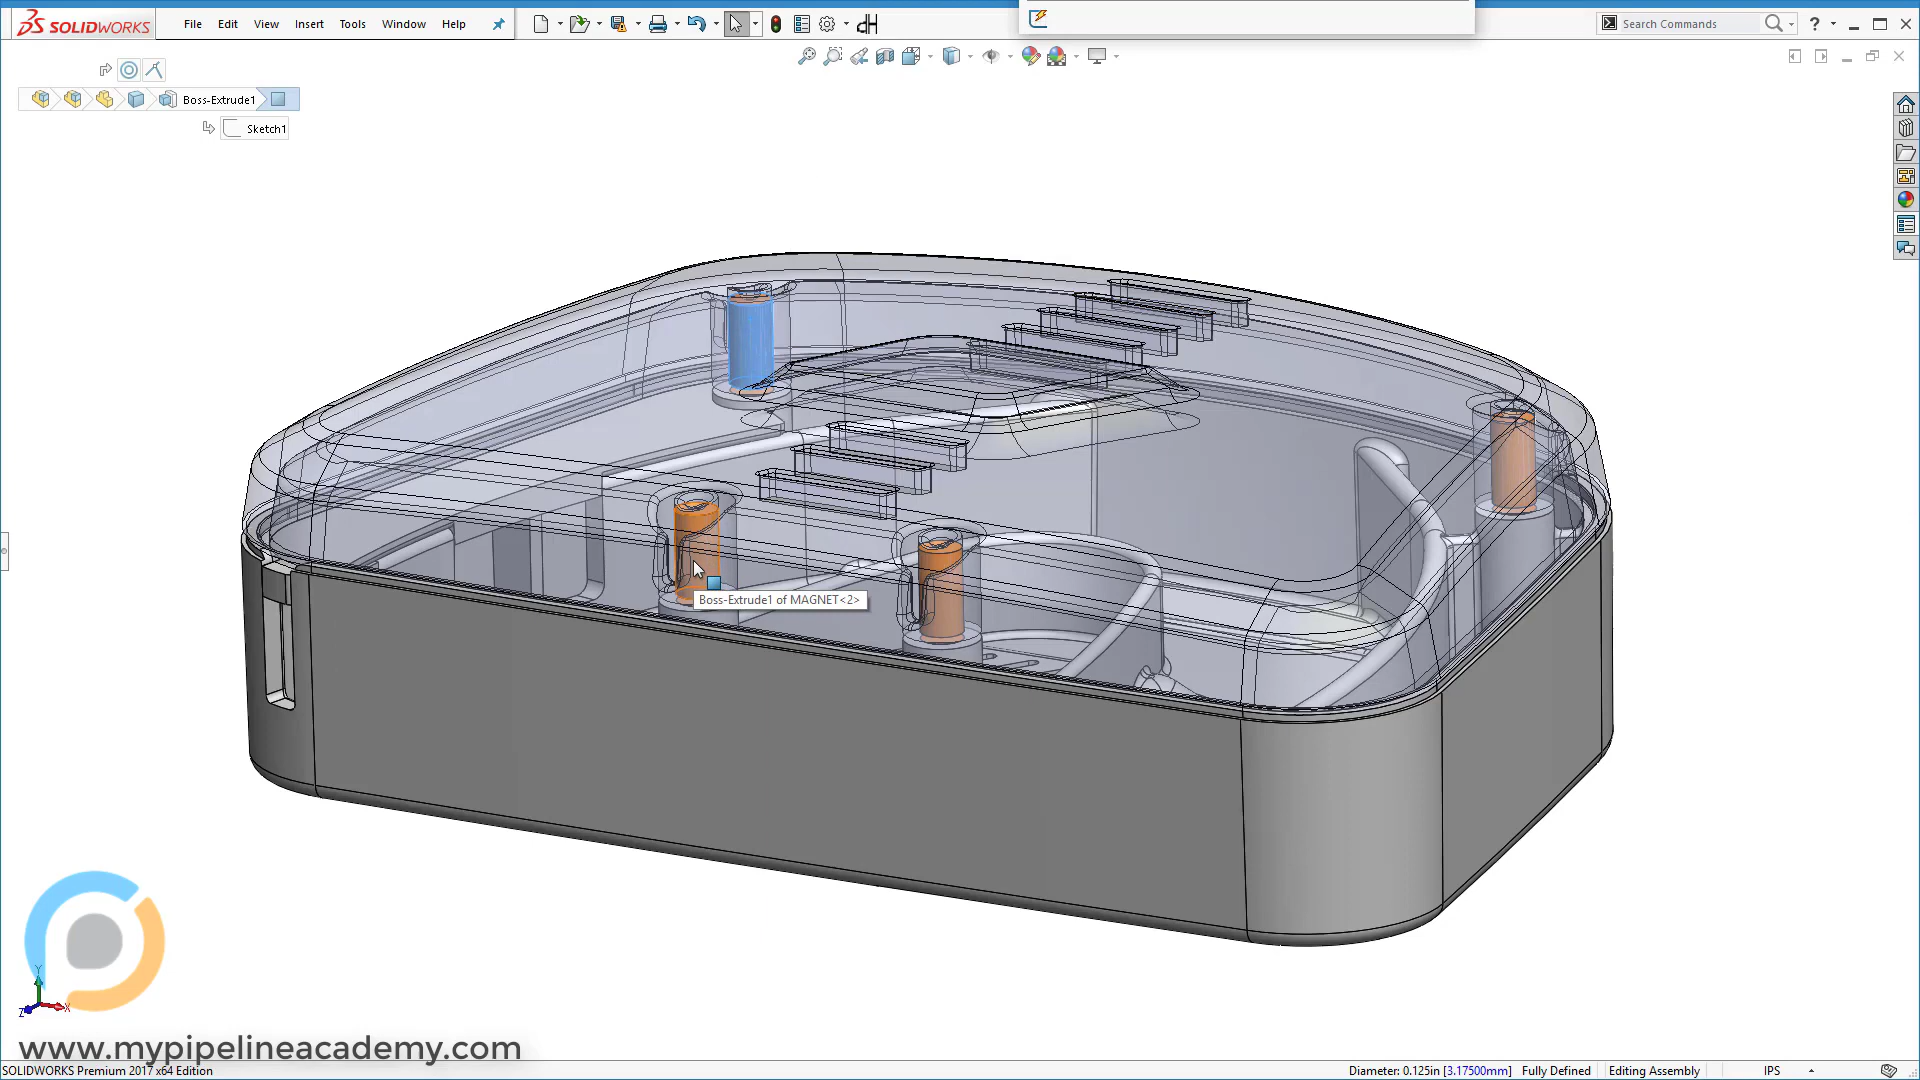 SOLIDWORKS File Edit View Insert Tools Window Help Search Commands ?
Boss-Extrude1
Sketch1
Boss-Extrude1 of MAGNET<2>
Y
Z X
www.mypipelineacademy.com
SOLIDWORKS Premium 2017 x64 Edition Diameter: 0.125in [3.17500mm] Fully Defined Editing Assembly IPS